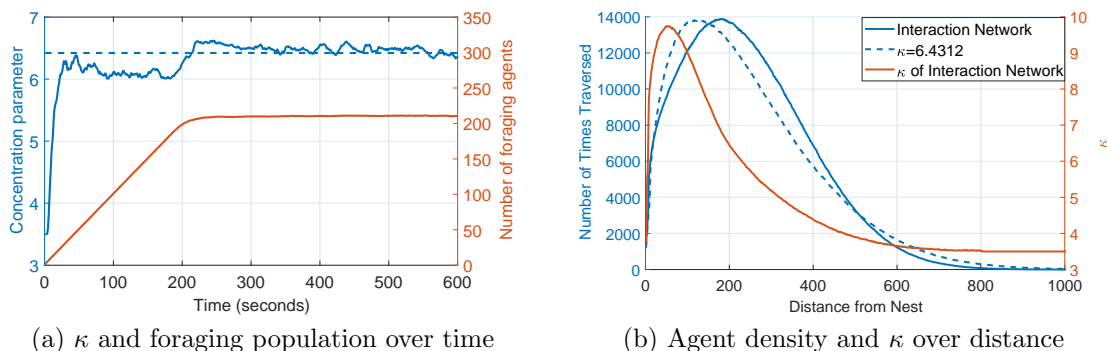 7
6
5
4
3
Concentration parameter
0 100 200 300 400 500 600
Time (seconds)
350
300
250
200
150
100
50
0
Number of foraging agents
(a) κ and foraging population over time
14000
12000
10000
8000
6000
4000
2000
0
Number of Times Traversed
0 200 400 600 800 1000
Distance from Nest
10
9
8
7
6
5
4
3
κ
Interaction Network
κ=6.4312
κ of Interaction Network
(b) Agent density and κ over distance